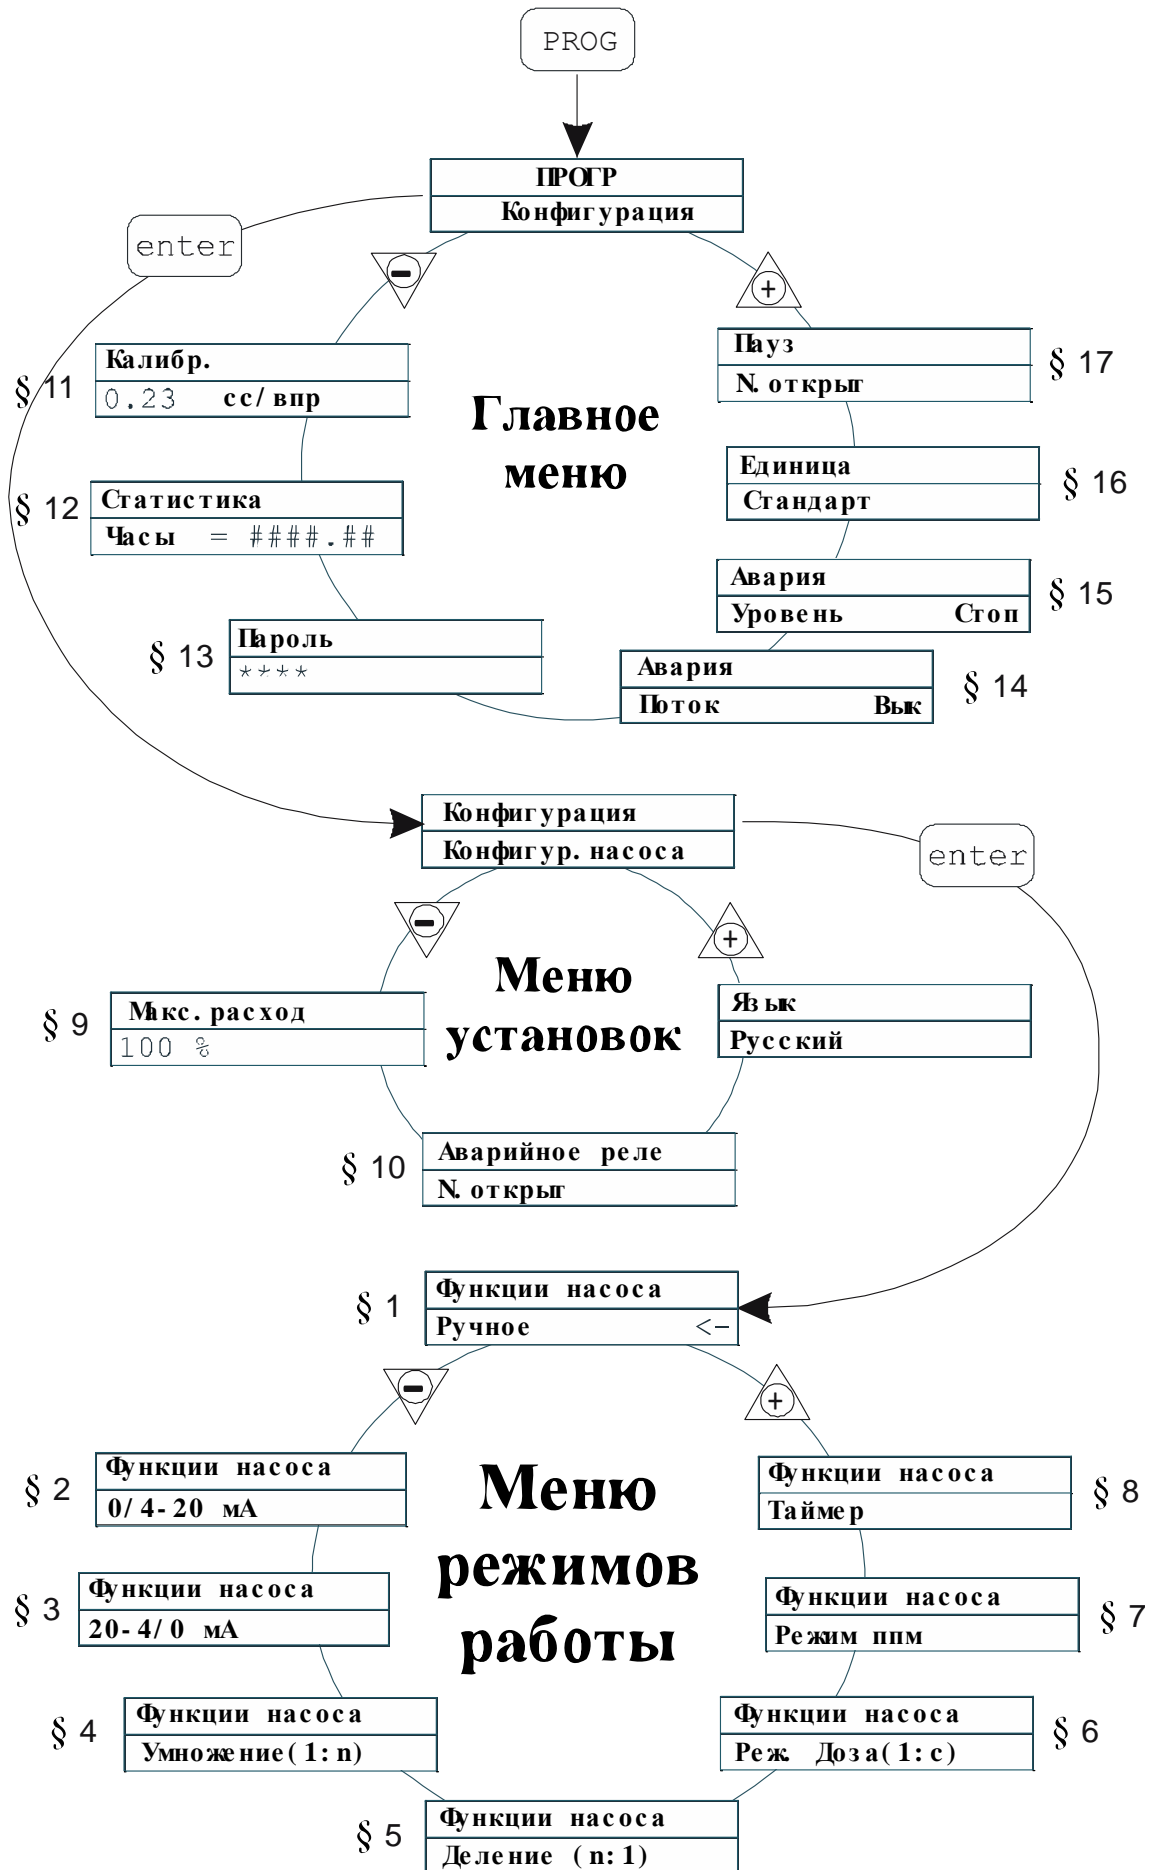 PROG
ПРОГР
Конфигурация
enter
−
+
Калибр.
0.23 сс/впр
§ 11
Пауз
N.открыт
§ 17
Главное
меню
Статистика
Часы = ####.##
§ 12
Единица
Стандарт
§ 16
Авария
Уровень Стоп
§ 15
Пароль
****
§ 13
Авария
Поток Вык
§ 14
Конфигурация
Конфигур.насоса
enter
−
+
Меню
установок
Макс.расход
100 %
§ 9
Язык
Русский
Аварийное реле
N.открыт
§ 10
Функции насоса
Ручное <-
§ 1
−
+
Функции насоса
0/4-20 мА
§ 2
Функции насоса
Таймер
§ 8
Меню
режимов
работы
Функции насоса
20-4/0 мА
§ 3
Функции насоса
Режим ппм
§ 7
Функции насоса
Умножение(1:n)
§ 4
Функции насоса
Реж. Доза(1:c)
§ 6
Функции насоса
Деление (n:1)
§ 5